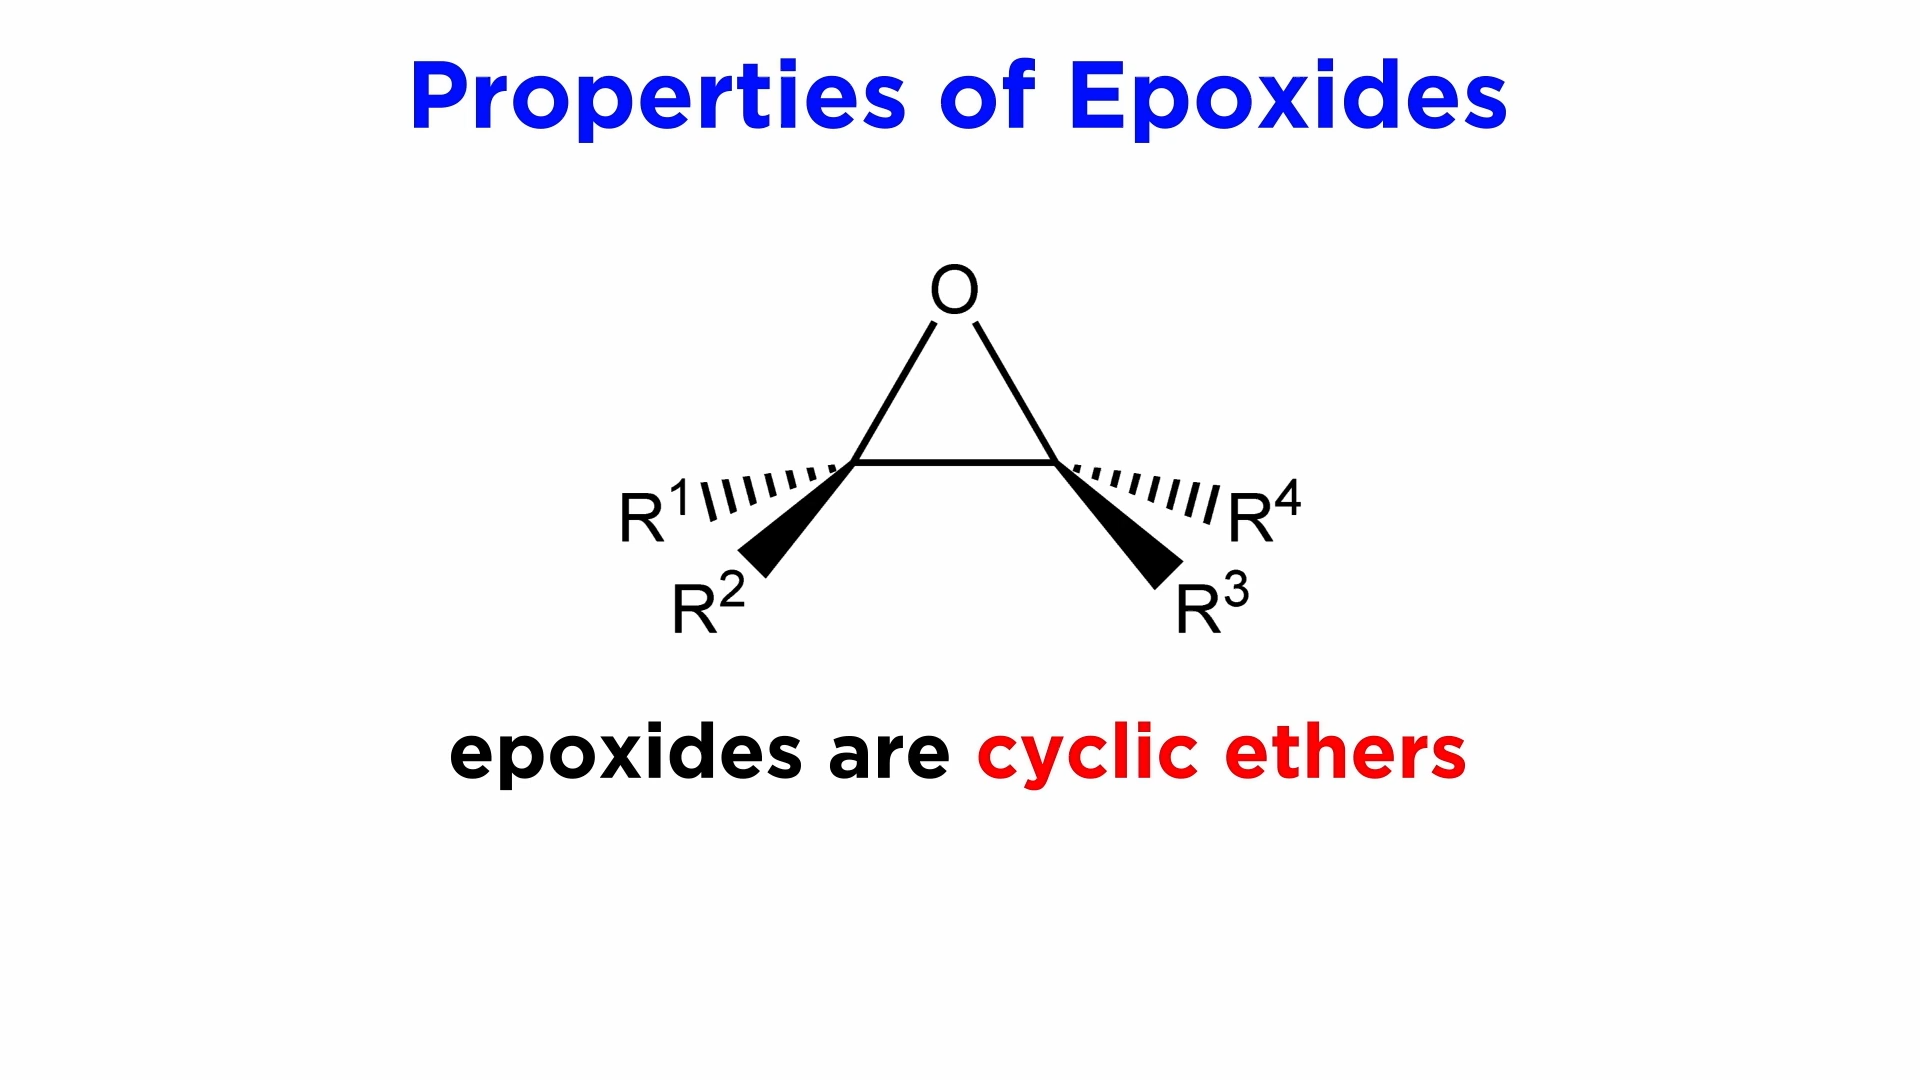 Properties of Epoxides
O
R¹ R⁴
R² R³
epoxides are cyclic ethers